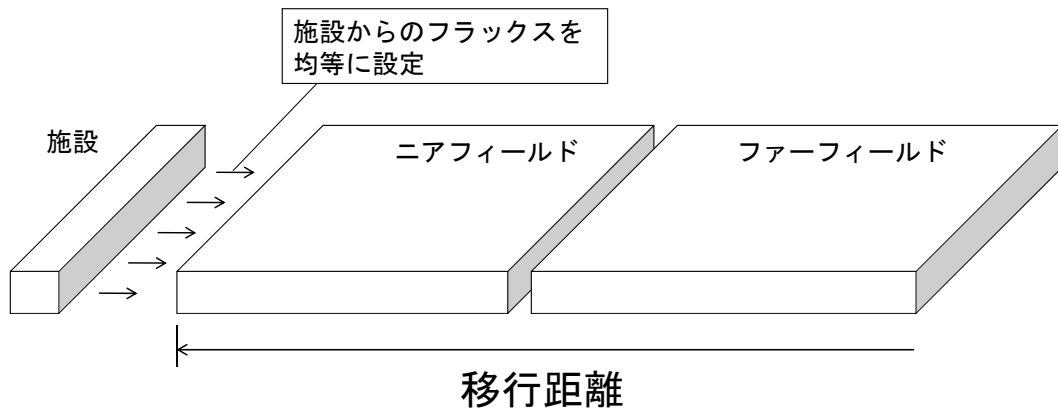 施設からのフラックスを
均等に設定
施設
ニアフィールド
ファーフィールド
移行距離